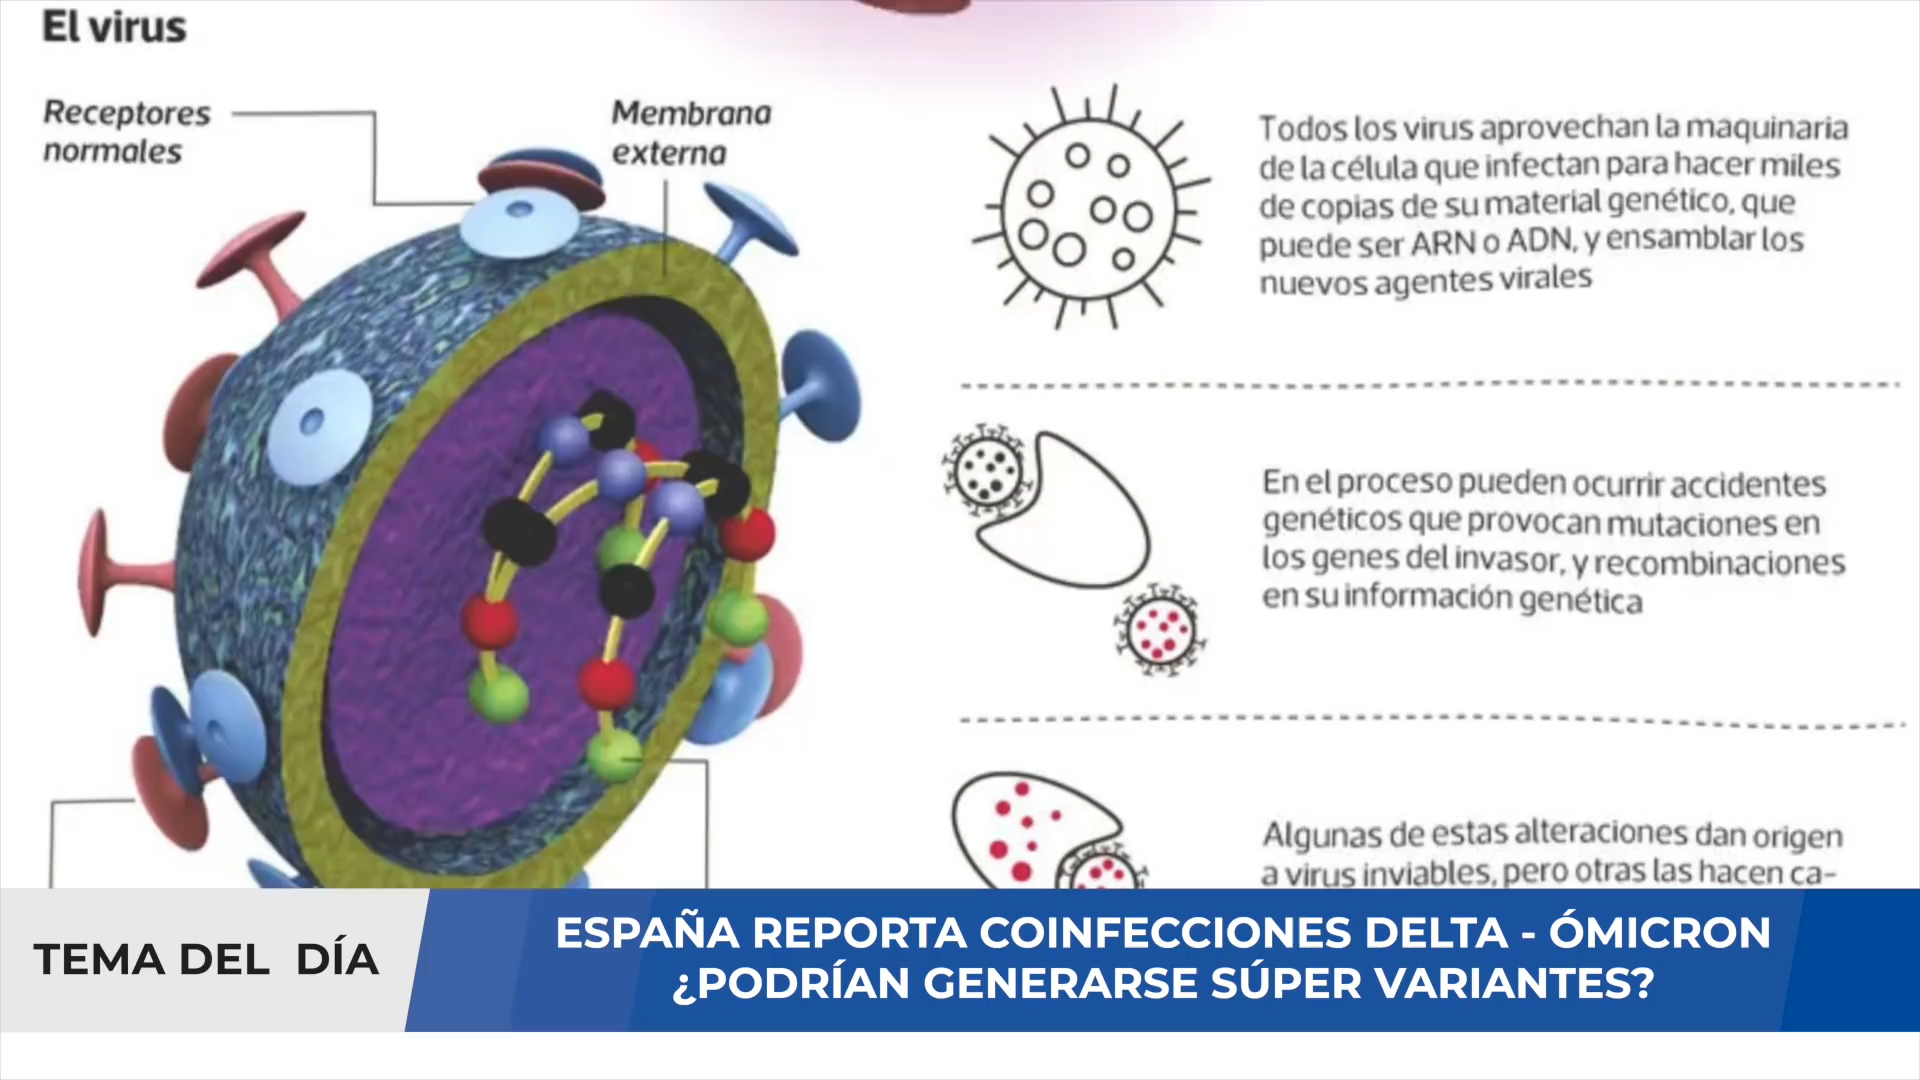 El virus
Receptores
normales
Membrana
externa
Todos los virus aprovechan la maquinaria
de la célula que infectan para hacer miles
de copias de su material genético, que
puede ser ARN o ADN, y ensamblar los
nuevos agentes virales
En el proceso pueden ocurrir accidentes
genéticos que provocan mutaciones en
los genes del invasor, y recombinaciones
en su información genética
Algunas de estas alteraciones dan origen
a virus inviables, pero otras las hacen ca-
TEMA DEL DÍA
ESPAÑA REPORTA COINFECCIONES DELTA - ÓMICRON
¿PODRÍAN GENERARSE SÚPER VARIANTES?